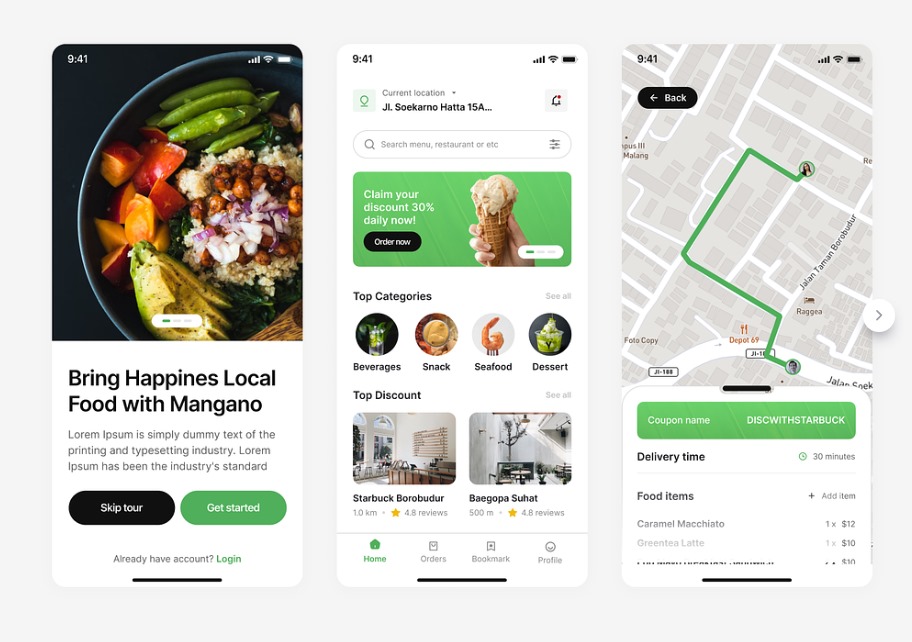 9:41
Bring Happines Local
Food with Mangano
Lorem Ipsum is simply dummy text of the
printing and typesetting industry. Lorem
Ipsum has been the industry's standard
Skip tour
Get started
Already have account? Login
9:41
Current location
Jl. Soekarno Hatta 15A...
Search menu, restaurant or etc
Claim your
discount 30%
daily now!
Order now
Top Categories See all
Beverages Snack Seafood Dessert
Top Discount See all
Starbuck Borobudur
1.0 km • 4.8 reviews
Baegopa Suhat
500 m • 4.8 reviews
Home Orders Bookmark Profile
9:41
Back
pus III
Malang
Re
Jalan Taman Borobudur
Raggea
Foto Copy
Depot 69
Jl-188
Jalan Soek
Coupon name DISCWITHSTARBUCK
Delivery time 30 minutes
Food items + Add item
Caramel Macchiato 1 x $12
Greentea Latte 1 x $10
$10